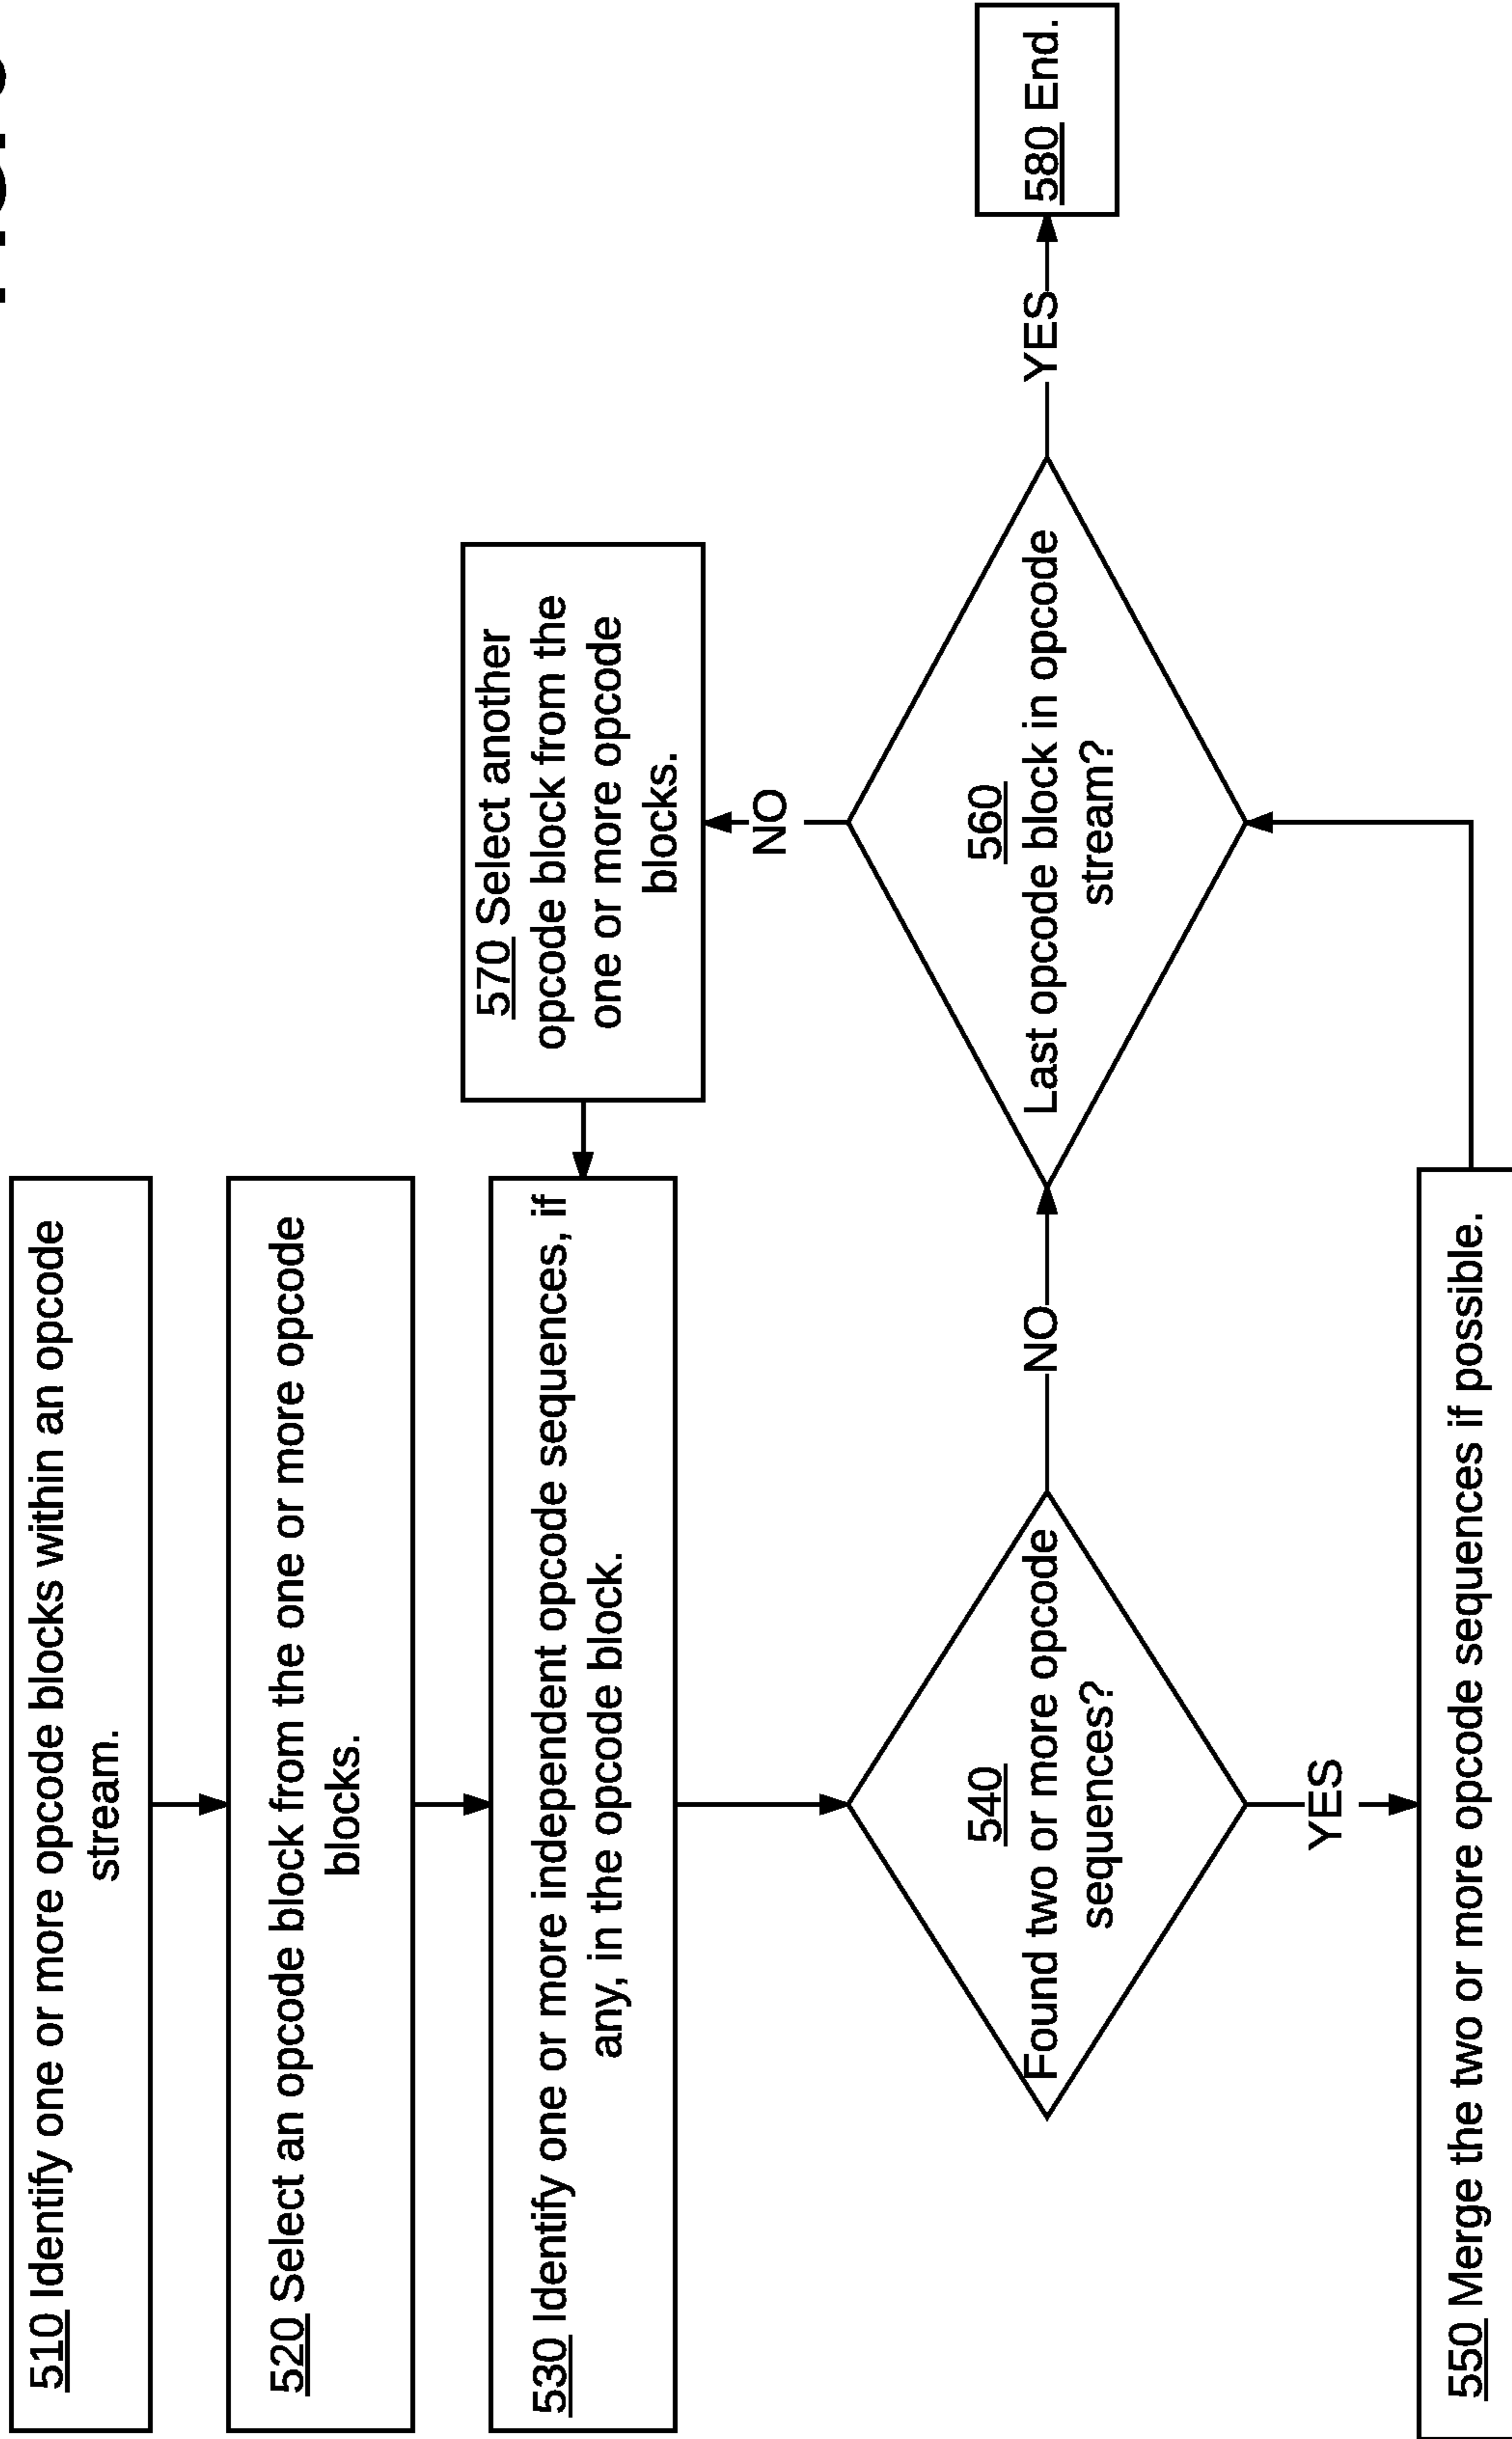 510 Identify one or more opcode blocks within an opcode
stream.
520 Select an opcode block from the one or more opcode
blocks.
530 Identify one or more independent opcode sequences, if
any, in the opcode block.
540
Found two or more opcode
sequences?
YES
NO
550 Merge the two or more opcode sequences if possible.
560
Last opcode block in opcode
stream?
NO
YES
570 Select another
opcode block from the
one or more opcode
blocks.
580 End.